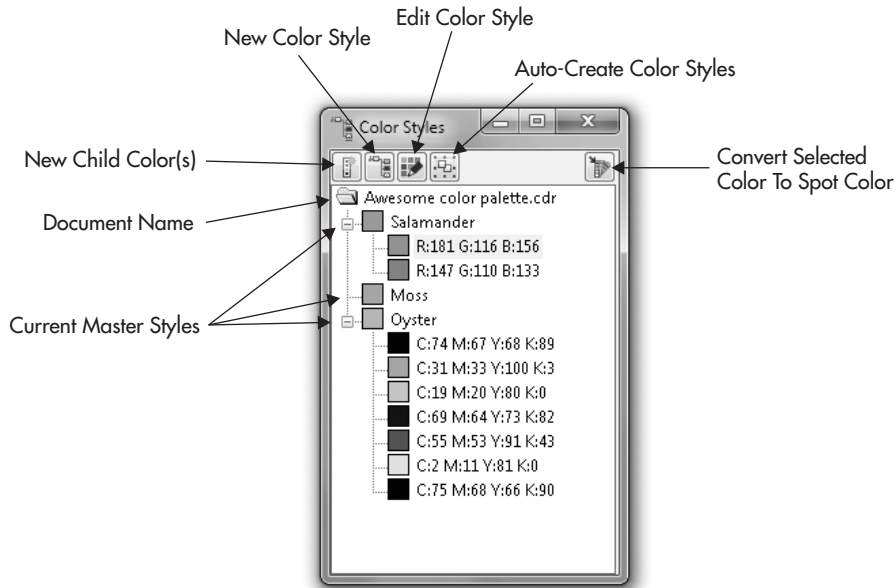 Edit Color Style
New Color Style
Auto-Create Color Styles
Color Styles
New Child Color(s)
Convert Selected
Color To Spot Color
Document Name
Awesome color palette.cdr
Salamander
R:181 G:116 B:156
R:147 G:110 B:133
Current Master Styles
Moss
Oyster
C:74 M:67 Y:68 K:89
C:31 M:33 Y:100 K:3
C:19 M:20 Y:80 K:0
C:69 M:64 Y:73 K:82
C:55 M:53 Y:91 K:43
C:2 M:11 Y:81 K:0
C:75 M:68 Y:66 K:90